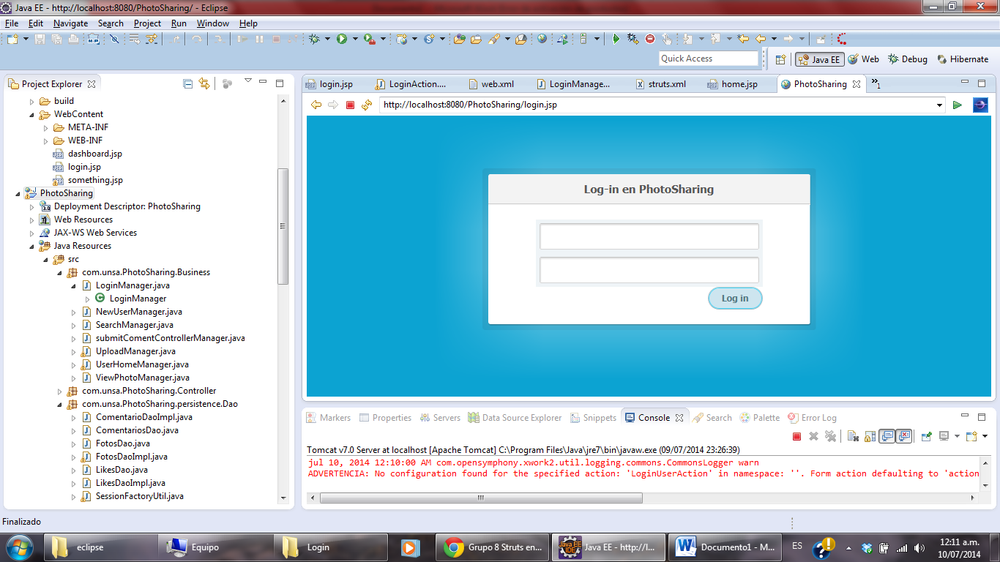 Java EE - http://localhost:8080/PhotoSharing/ - Eclipse
File Edit Navigate Search Project Run Window Help
Quick Access
Java EE Web Debug Hibernate
Project Explorer
build
WebContent
META-INF
WEB-INF
dashboard.jsp
login.jsp
something.jsp
PhotoSharing
Deployment Descriptor: PhotoSharing
Web Resources
JAX-WS Web Services
Java Resources
src
com.unsa.PhotoSharing.Business
LoginManager.java
LoginManager
NewUserManager.java
SearchManager.java
submitComentControllerManager.java
UploadManager.java
UserHomeManager.java
ViewPhotoManager.java
com.unsa.PhotoSharing.Controller
com.unsa.PhotoSharing.persistence.Dao
ComentarioDaoImpl.java
ComentariosDao.java
FotosDao.java
FotosDaoImpl.java
LikesDao.java
LikesDaoImpl.java
SessionFactoryUtil.java
login.jsp LoginAction.... web.xml LoginManage... struts.xml home.jsp PhotoSharing 1
http://localhost:8080/PhotoSharing/login.jsp
Log-in en PhotoSharing
Log in
Markers Properties Servers Data Source Explorer Snippets Console Search Palette Error Log
Tomcat v7.0 Server at localhost [Apache Tomcat] C:\Program Files\Java\jre7\bin\javaw.exe (09/07/2014 23:26:39)
jul 10, 2014 12:10:00 AM com.opensymphony.xwork2.util.logging.commons.CommonsLogger warn
ADVERTENCIA: No configuration found for the specified action: 'LoginUserAction' in namespace: ''. Form action defaulting to 'action
Finalizado
eclipse Equipo Login Grupo 8 Struts en... Java EE - http://l... Documento1 - M... ES 12:11 a.m.
10/07/2014